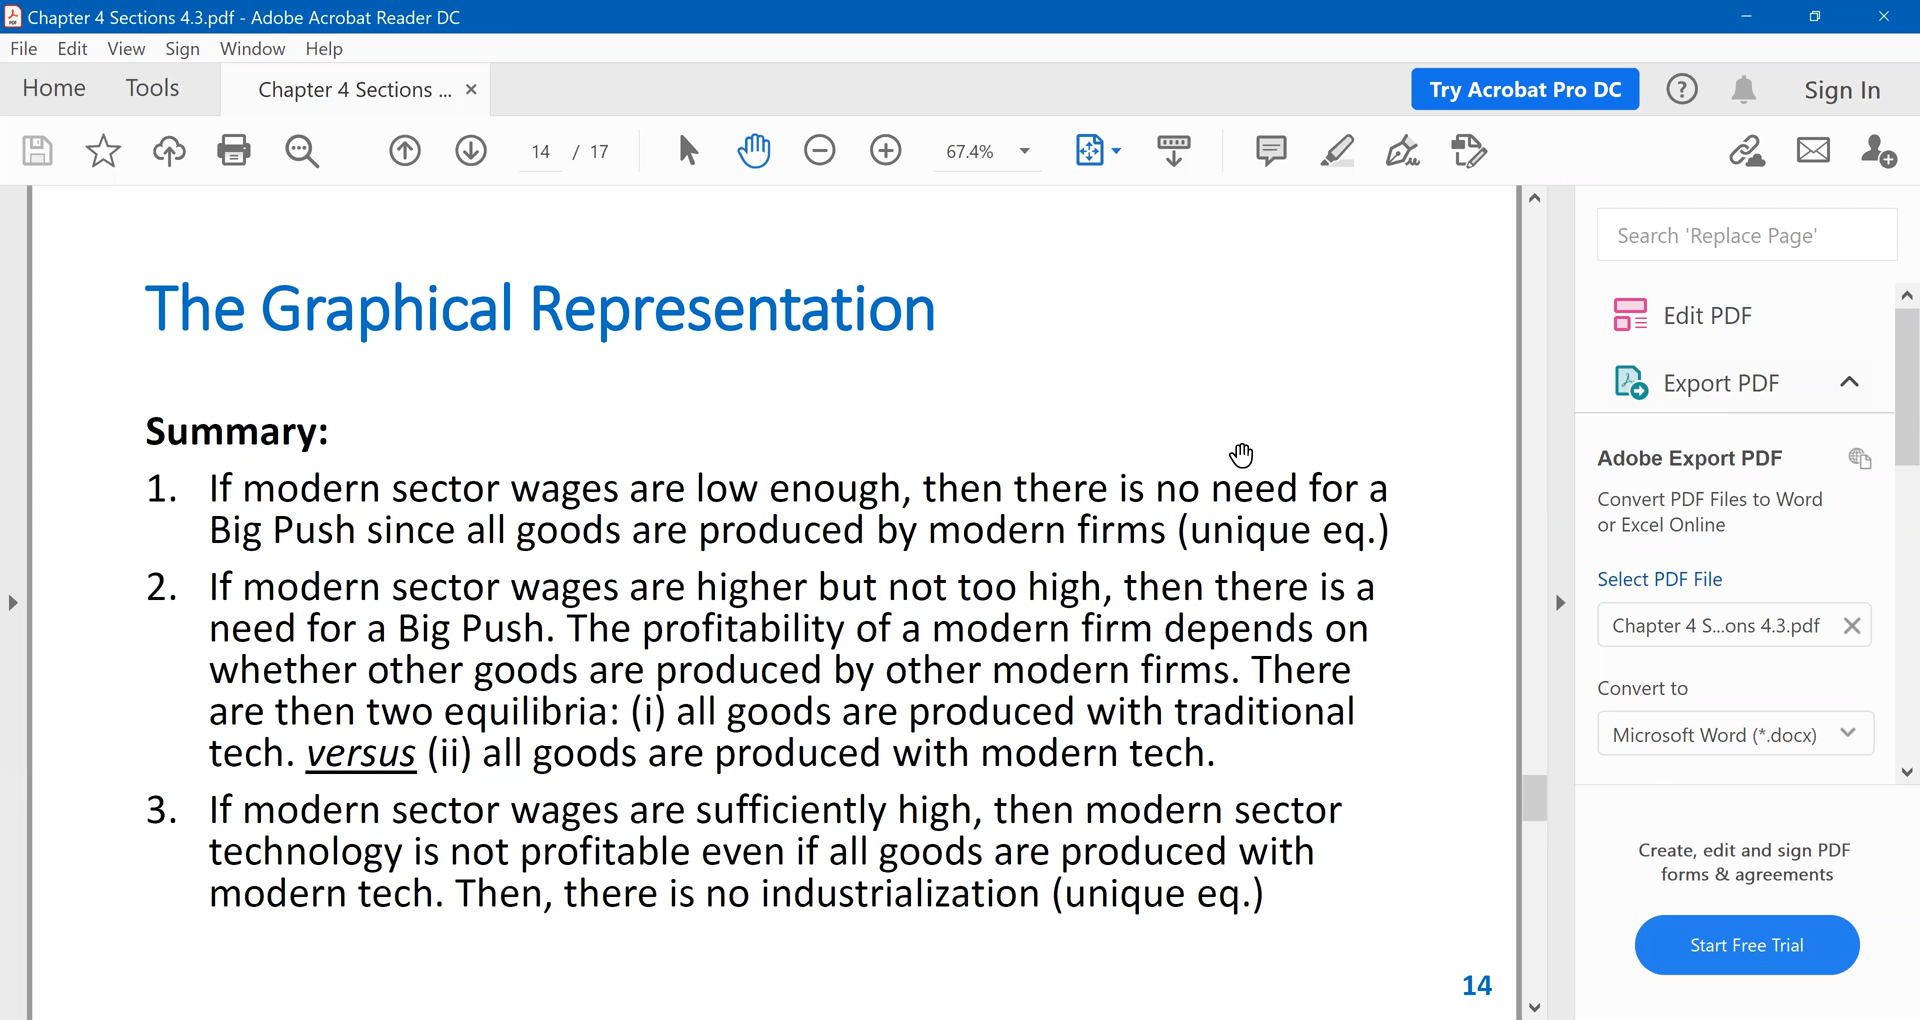 Chapter 4 Sections 4.3.pdf - Adobe Acrobat Reader DC
File Edit View Sign Window Help
Home Tools Chapter 4 Sections ... Try Acrobat Pro DC Sign In
14 / 17 67.4%
Search 'Replace Page'
Edit PDF
Export PDF
Adobe Export PDF
Convert PDF Files to Word
or Excel Online
Select PDF File
Chapter 4 S...ons 4.3.pdf
Convert to
Microsoft Word (*.docx)
Create, edit and sign PDF
forms & agreements
Start Free Trial
The Graphical Representation
Summary:
1. If modern sector wages are low enough, then there is no need for a
Big Push since all goods are produced by modern firms (unique eq.)
2. If modern sector wages are higher but not too high, then there is a
need for a Big Push. The profitability of a modern firm depends on
whether other goods are produced by other modern firms. There
are then two equilibria: (i) all goods are produced with traditional
tech. versus (ii) all goods are produced with modern tech.
3. If modern sector wages are sufficiently high, then modern sector
technology is not profitable even if all goods are produced with
modern tech. Then, there is no industrialization (unique eq.)
14